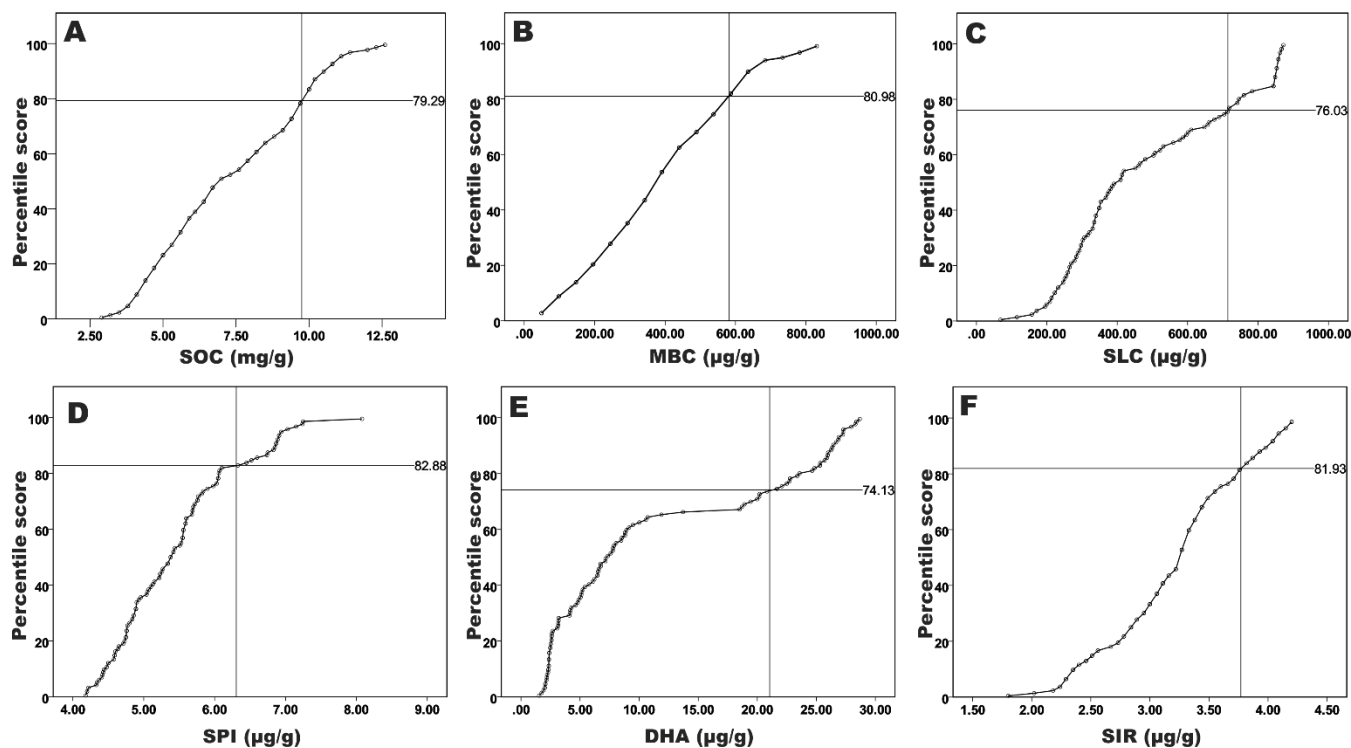 A
Percentile score
100
80
60
40
20
0
79.29
2.50 5.00 7.50 10.00 12.50
SOC (mg/g)
B
Percentile score
100
80
60
40
20
0
80.98
.00 200.00 400.00 600.00 800.00 1000.00
MBC (µg/g)
C
Percentile score
100
80
60
40
20
0
76.03
.00 200.00 400.00 600.00 800.00 1000.00
SLC (µg/g)
D
Percentile score
100
80
60
40
20
0
82.88
4.00 5.00 6.00 7.00 8.00 9.00
SPI (µg/g)
E
Percentile score
100
80
60
40
20
0
74.13
.00 5.00 10.00 15.00 20.00 25.00 30.00
DHA (µg/g)
F
Percentile score
100
80
60
40
20
0
81.93
1.50 2.00 2.50 3.00 3.50 4.00 4.50
SIR (µg/g)